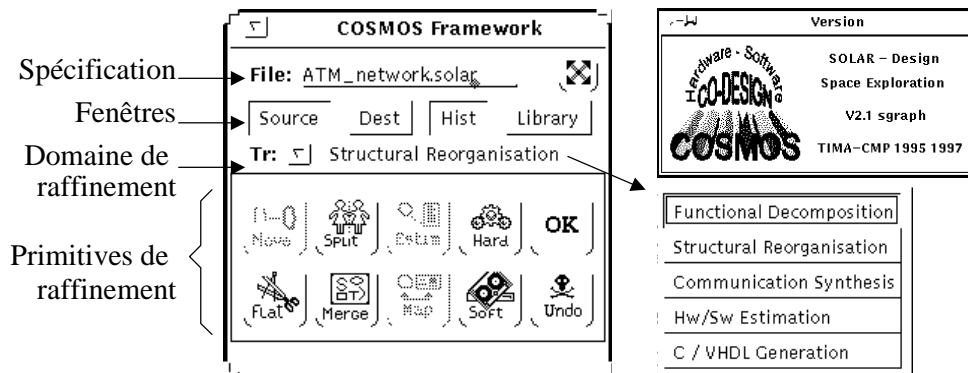 COSMOS Framework
Spécification
File: ATM_network.solar
Fenêtres
Source Dest Hist Library
Domaine de
raffinement
Tr: Structural Reorganisation
Primitives de
raffinement
Move Split Estim Hard OK
Flat Merge Map Soft Undo
Version
Hardware - Software
CO-DESIGN
COSMOS
SOLAR - Design
Space Exploration
V2.1 sgraph
TIMA-CMP 1995 1997
Functional Decomposition
Structural Reorganisation
Communication Synthesis
Hw/Sw Estimation
C / VHDL Generation